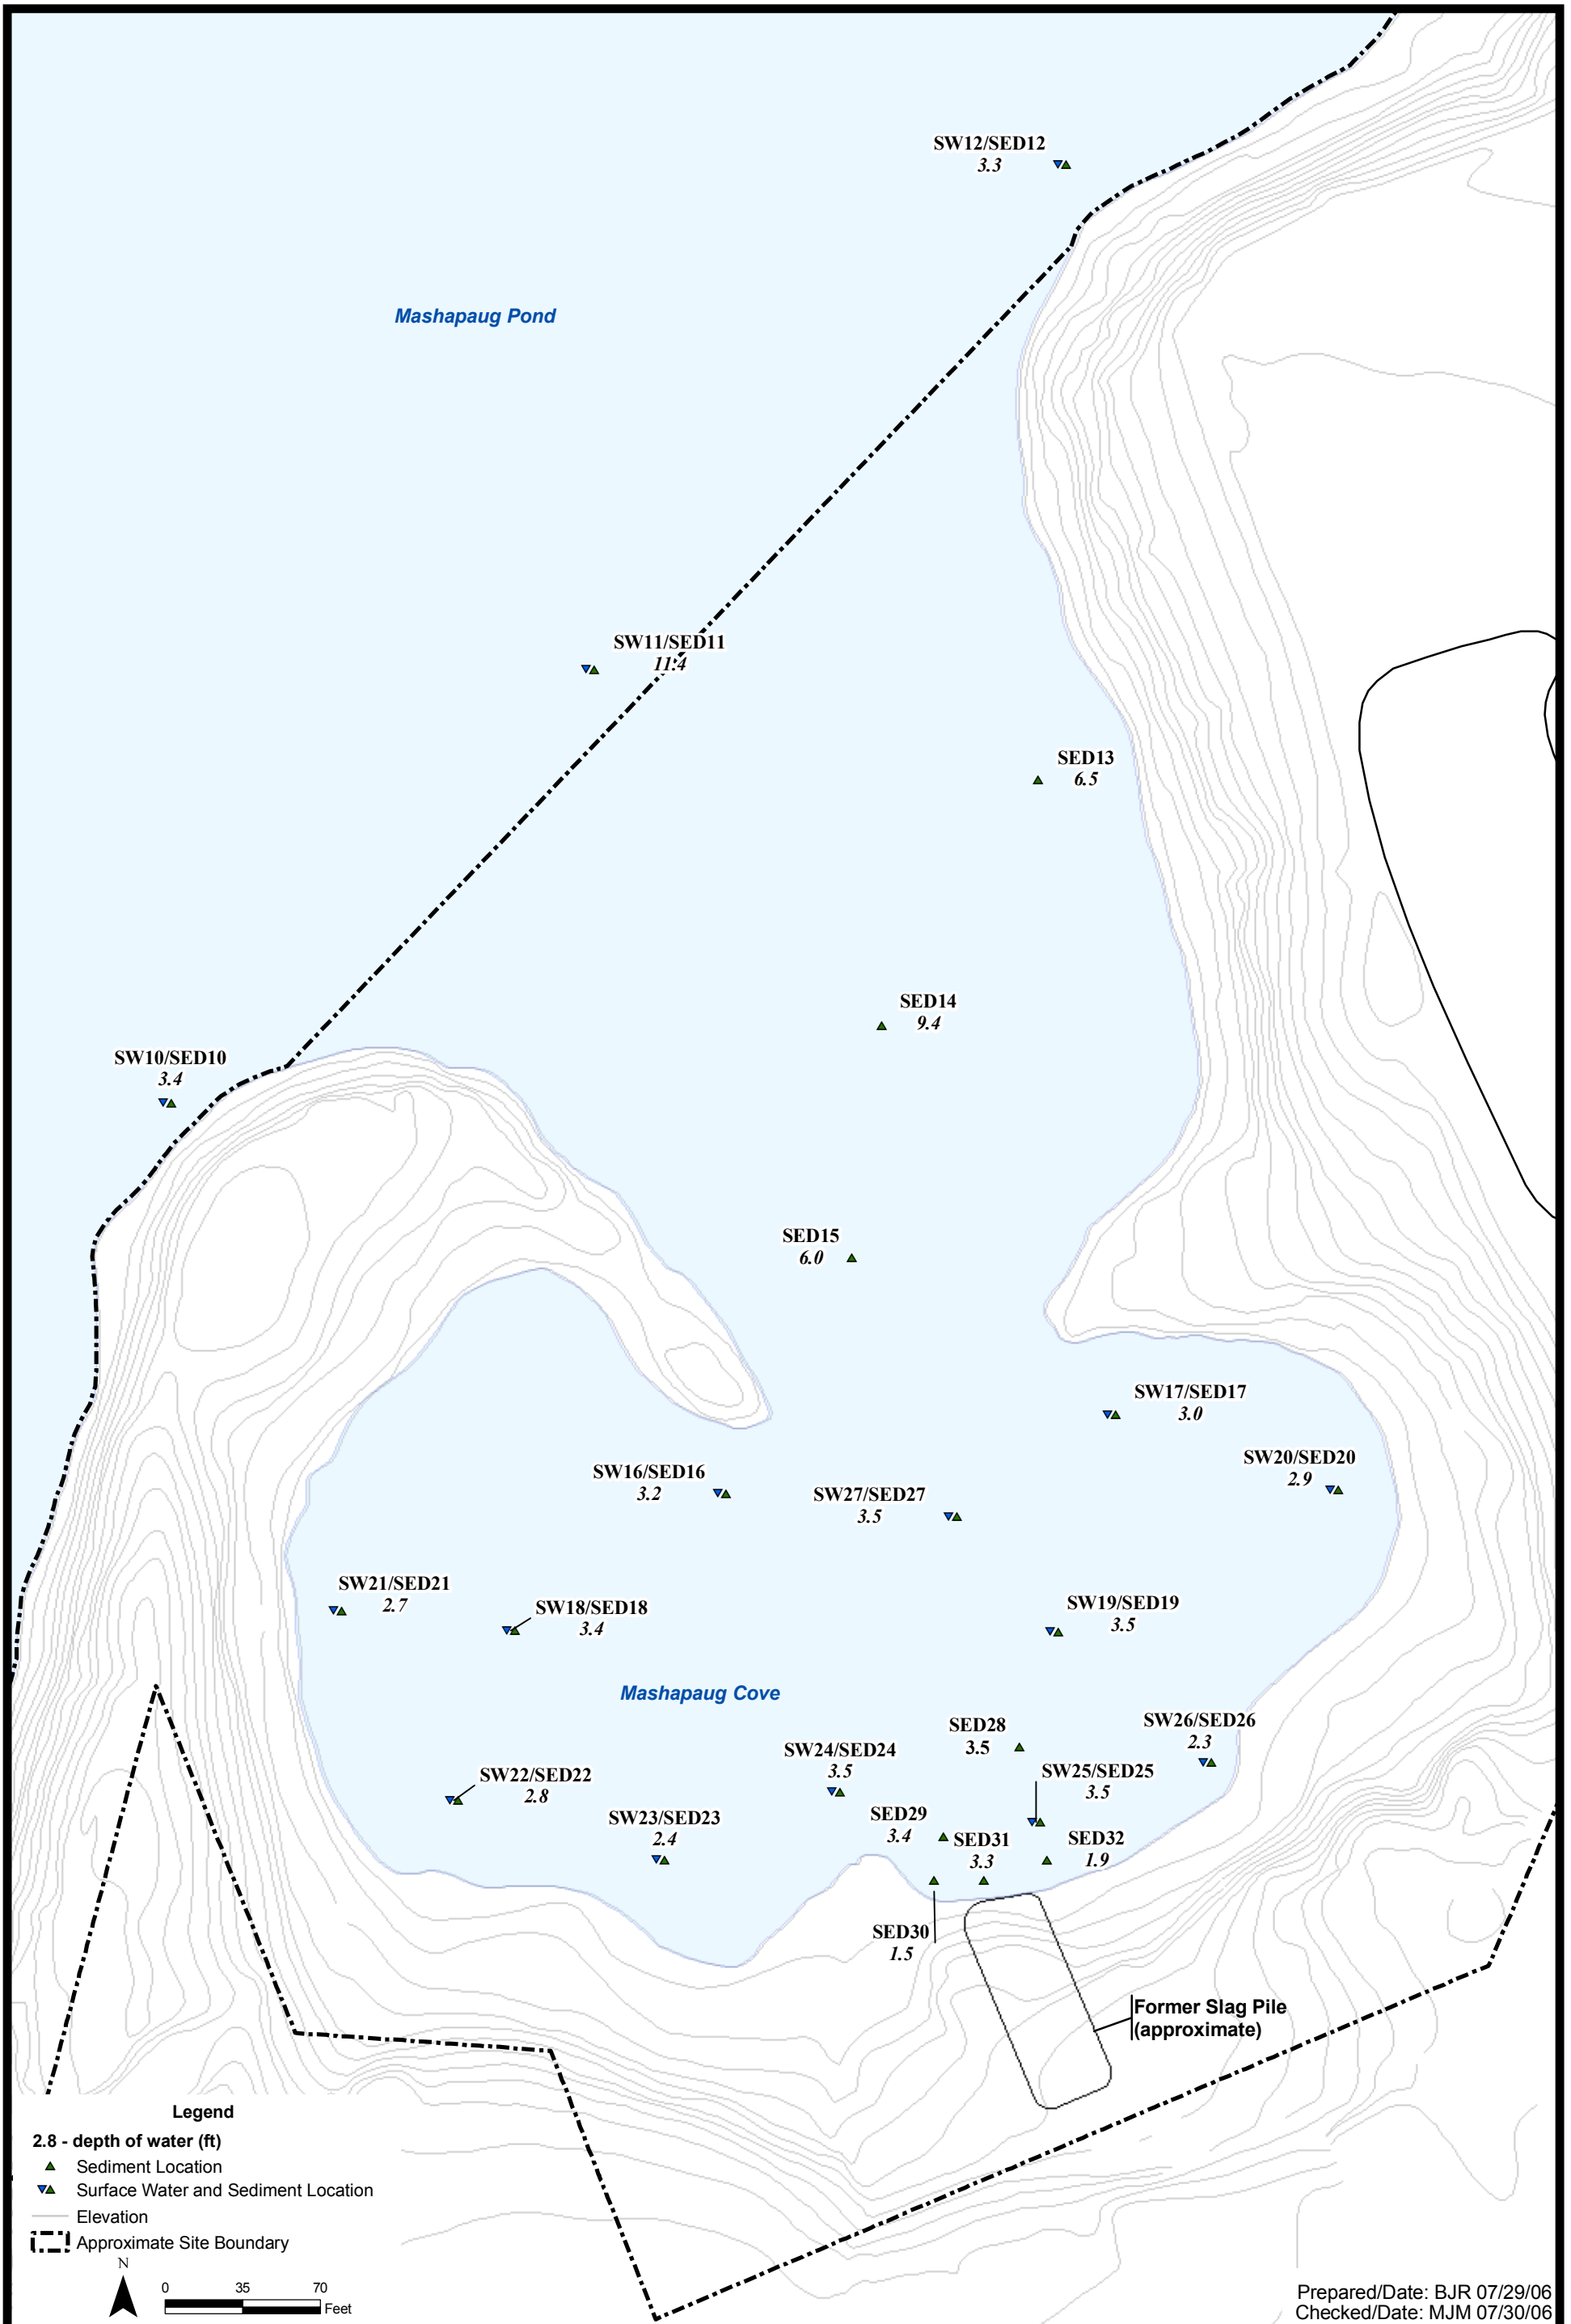 SW12/SED12
3.3
Mashapaug Pond
SW11/SED11
11.4
SED13
6.5
SED14
9.4
SW10/SED10
3.4
SED15
6.0
SW17/SED17
3.0
SW20/SED20
2.9
SW16/SED16
3.2
SW27/SED27
3.5
SW21/SED21
2.7
SW18/SED18
3.4
SW19/SED19
3.5
Mashapaug Cove
SED28
3.5
SW26/SED26
2.3
SW24/SED24
3.5
SW25/SED25
3.5
SW22/SED22
2.8
SW23/SED23
2.4
SED29
3.4
SED31
3.3
SED32
1.9
SED30
1.5
Former Slag Pile
(approximate)
Legend
2.8 - depth of water (ft)
Sediment Location
Surface Water and Sediment Location
Elevation
Approximate Site Boundary
N
0 35 70
Feet
Prepared/Date: BJR 07/29/06
Checked/Date: MJM 07/30/06